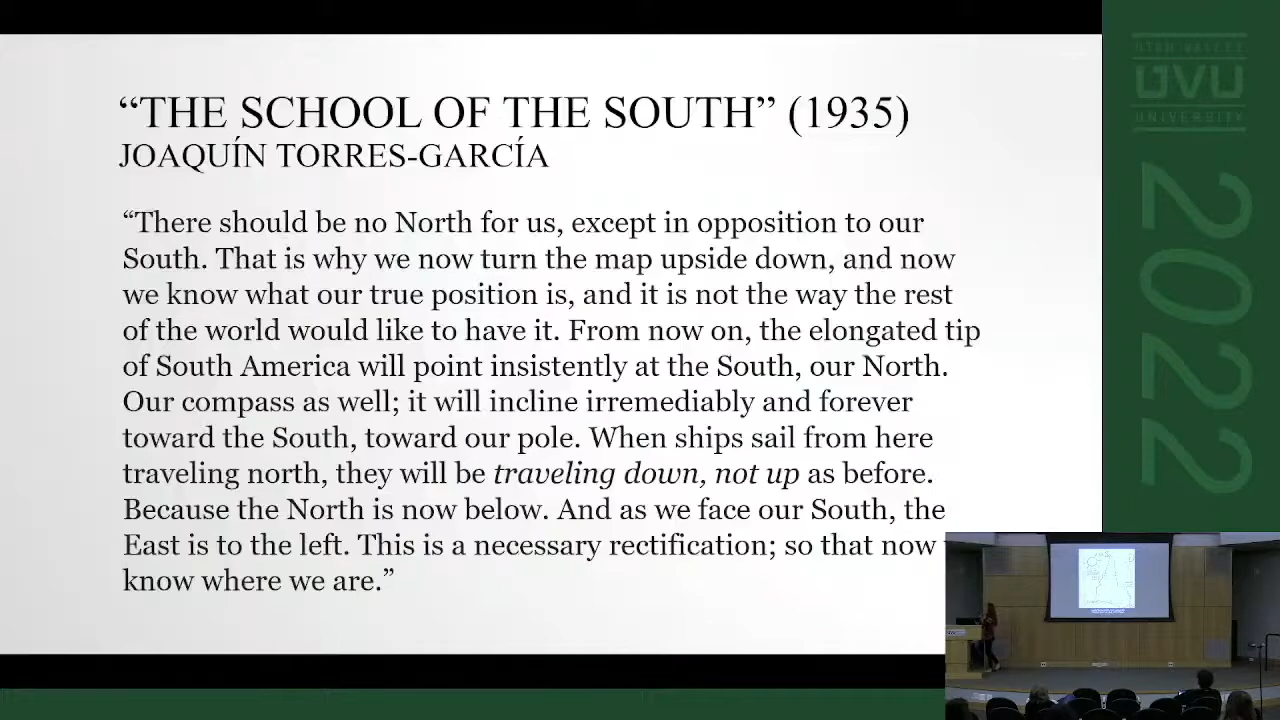 “THE SCHOOL OF THE SOUTH” (1935)
JOAQUÍN TORRES-GARCÍA
“There should be no North for us, except in opposition to our
South. That is why we now turn the map upside down, and now
we know what our true position is, and it is not the way the rest
of the world would like to have it. From now on, the elongated tip
of South America will point insistently at the South, our North.
Our compass as well; it will incline irremediably and forever
toward the South, toward our pole. When ships sail from here
traveling north, they will be traveling down, not up as before.
Because the North is now below. And as we face our South, the
East is to the left. This is a necessary rectification; so that now
know where we are.”
UTAH VALLEY
UVU
UNIVERSITY
2022